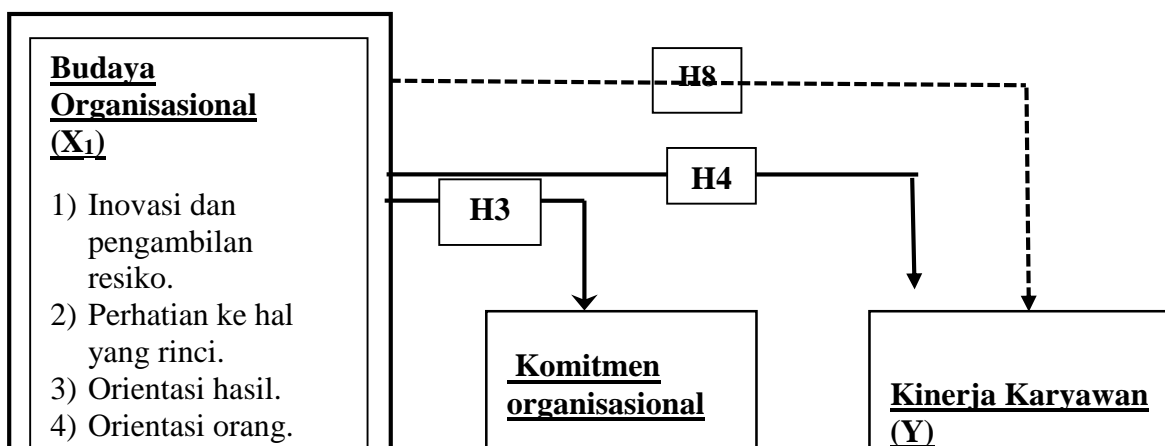 Budaya
Organisasional
(X1)
1) Inovasi dan
pengambilan
resiko.
2) Perhatian ke hal
yang rinci.
3) Orientasi hasil.
4) Orientasi orang.
H8
H4
H3
Komitmen
organisasional
Kinerja Karyawan
(Y)